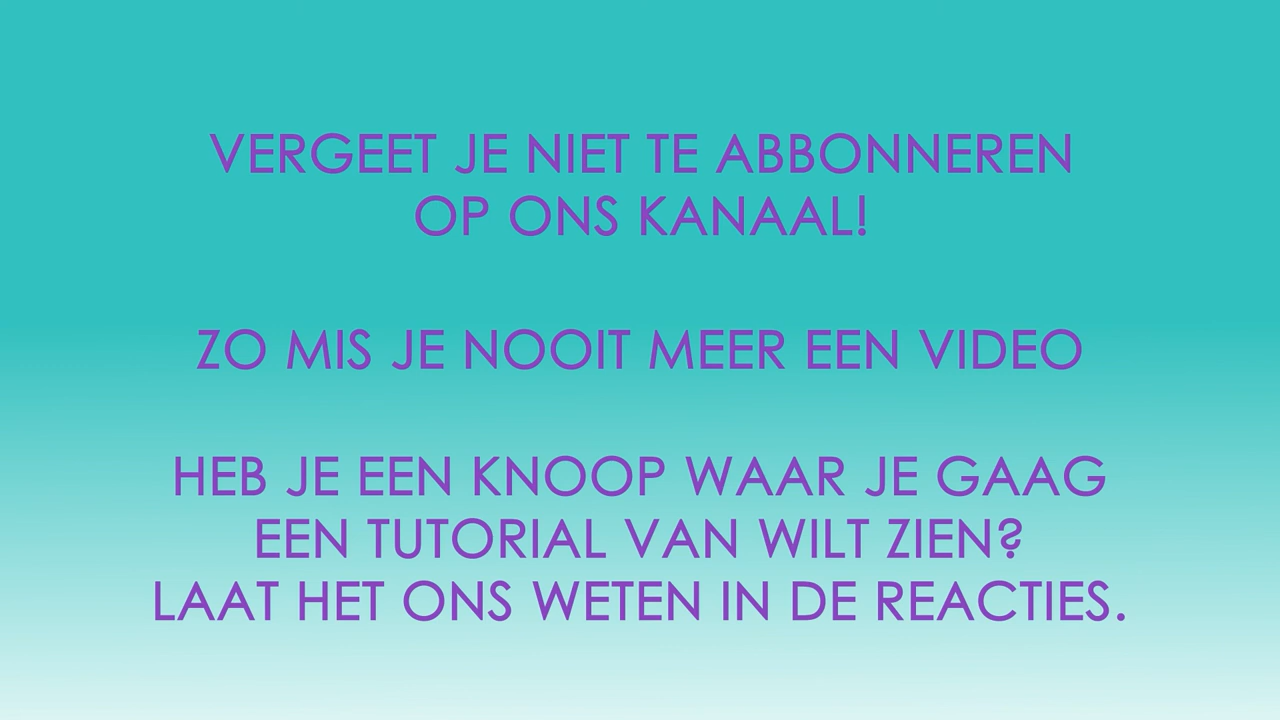 VERGEET JE NIET TE ABBONNEREN
OP ONS KANAAL!
ZO MIS JE NOOIT MEER EEN VIDEO
HEB JE EEN KNOOP WAAR JE GAAG
EEN TUTORIAL VAN WILT ZIEN?
LAAT HET ONS WETEN IN DE REACTIES.